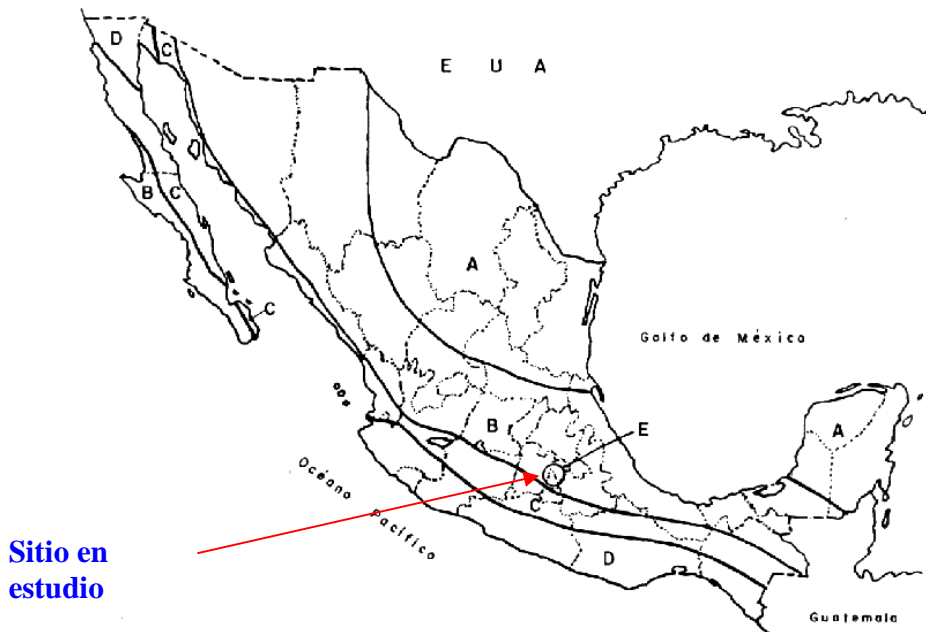 D
C
E U A
B
C
A
C
Golfo de México
A
B
E
Océano Pacífico
C
Sitio en
estudio
D
Guatemala